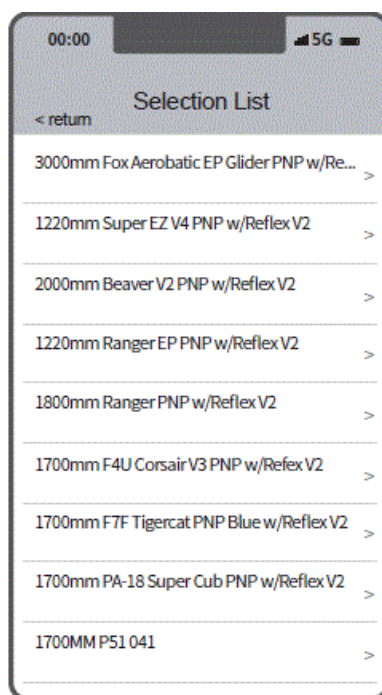 00:00 5G
Selection List
< return
3000mm Fox Aerobatic EP Glider PNP w/Re... >
1220mm Super EZ V4 PNP w/Reflex V2 >
2000mm Beaver V2 PNP w/Reflex V2 >
1220mm Ranger EP PNP w/Reflex V2 >
1800mm Ranger PNP w/Reflex V2 >
1700mm F4U Corsair V3 PNP w/Refex V2 >
1700mm F7F Tigercat PNP Blue w/Reflex V2 >
1700mm PA-18 Super Cub PNP w/Reflex V2 >
1700MM P51 041 >